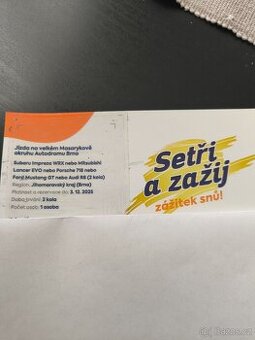 Jízda na velkém Masarykově
okruhu Autodromu Brno
Subaru Impreza WRX nebo Mitsubishi
Lancer EVO nebo Porsche 718 nebo
Ford Mustang GT nebo Audi R8 (2 kola)
Region: Jihomoravský kraj (Brno)
Platnost a rezervace do: 3. 12. 2025
Doba trvání: 2 kola
Počet osob: 1 osoba
Setři
a zažij
zážitek snů!
Bazoš.cz